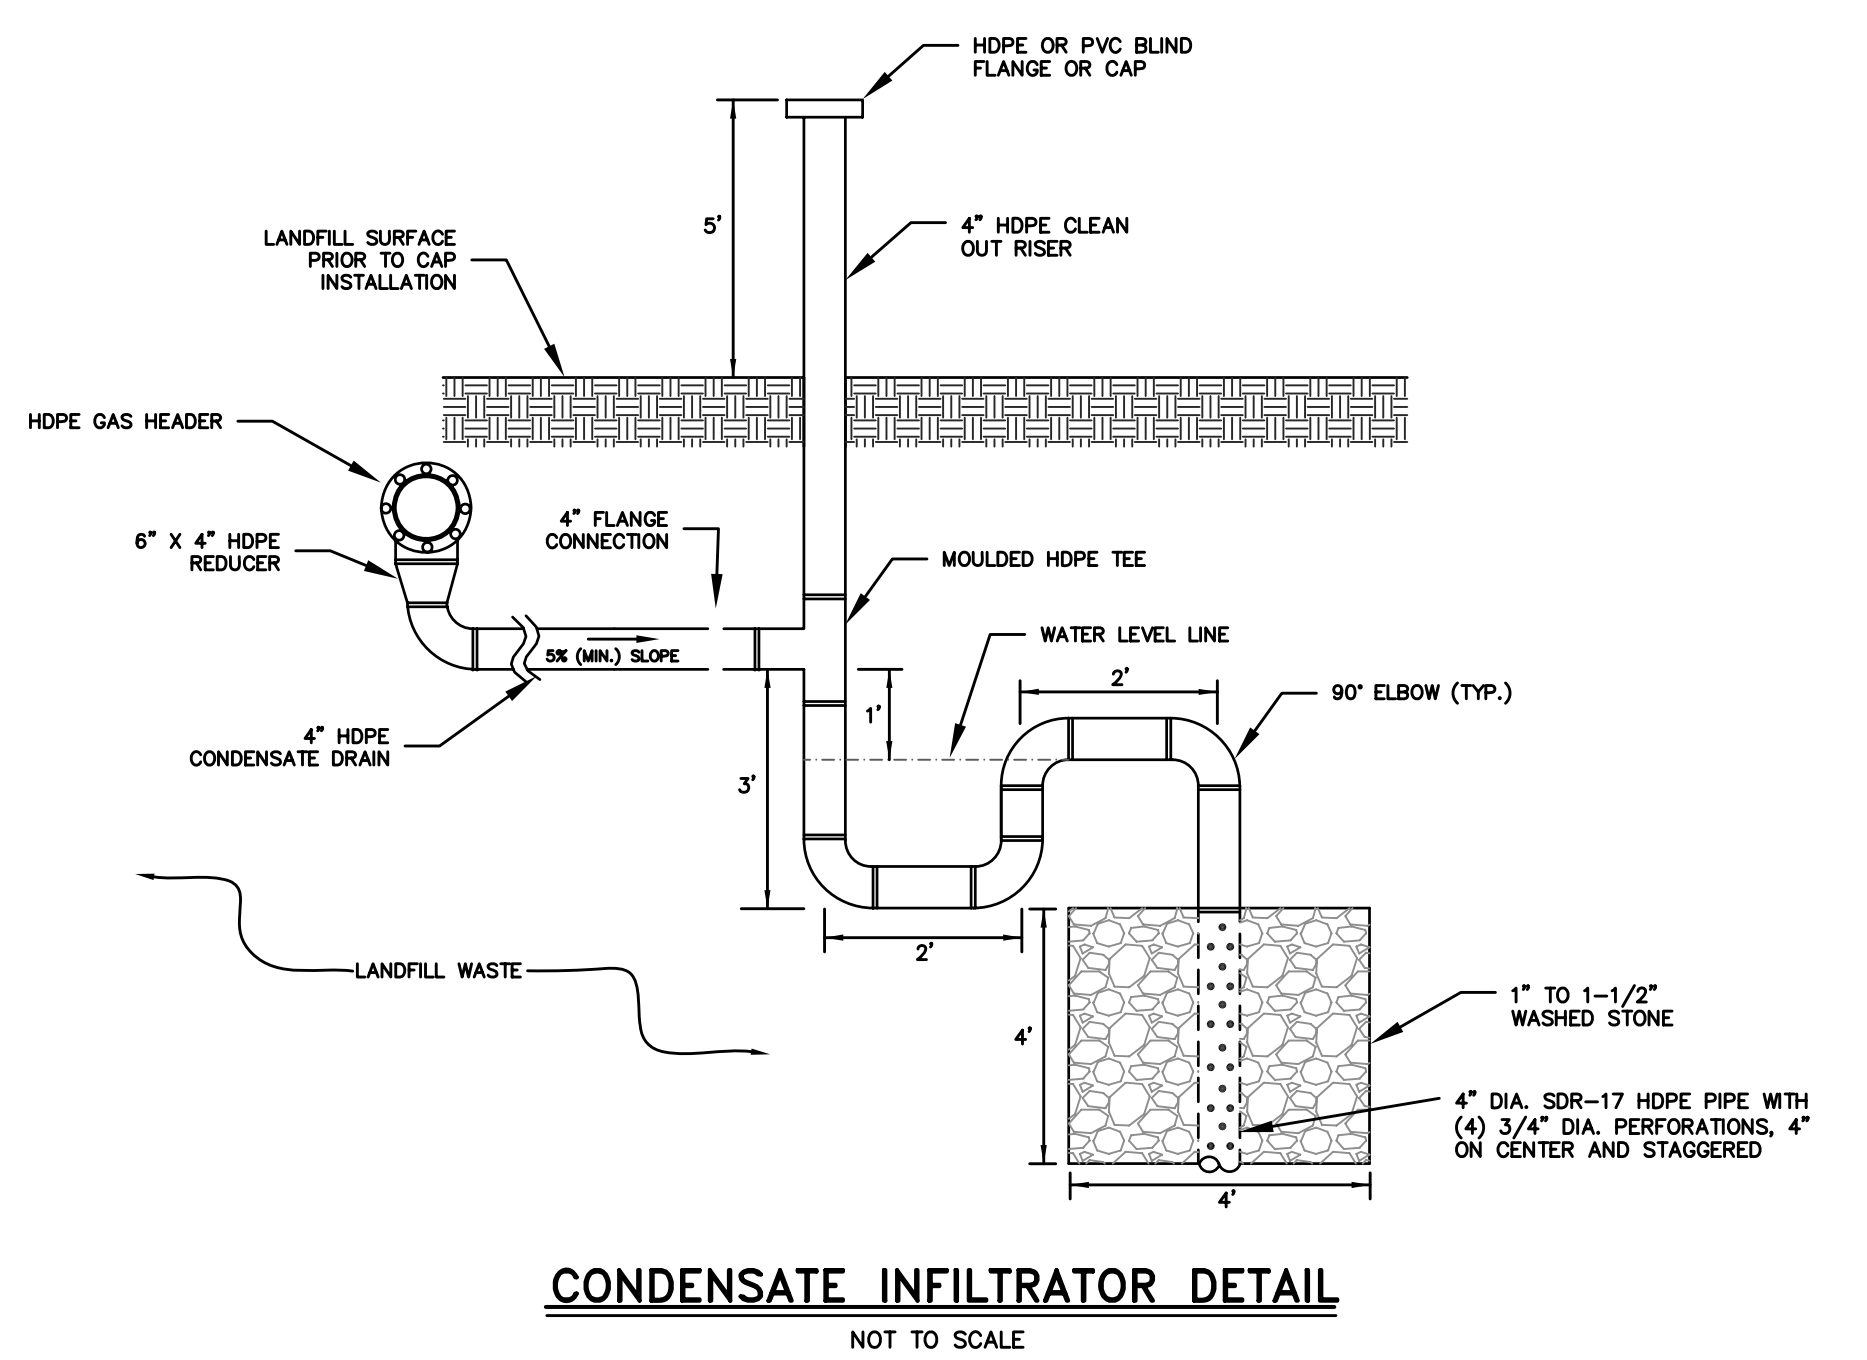 HDPE OR PVC BLIND
FLANGE OR CAP
5'
4" HDPE CLEAN
OUT RISER
LANDFILL SURFACE
PRIOR TO CAP
INSTALLATION
HDPE GAS HEADER
6" X 4" HDPE
REDUCER
4" FLANGE
CONNECTION
MOULDED HDPE TEE
WATER LEVEL LINE
5% (MIN.) SLOPE
2'
90° ELBOW (TYP.)
1'
4" HDPE
CONDENSATE DRAIN
3'
2'
LANDFILL WASTE
4'
1" TO 1-1/2"
WASHED STONE
4" DIA. SDR-17 HDPE PIPE WITH
(4) 3/4" DIA. PERFORATIONS, 4"
ON CENTER AND STAGGERED
4'
CONDENSATE INFILTRATOR DETAIL
NOT TO SCALE